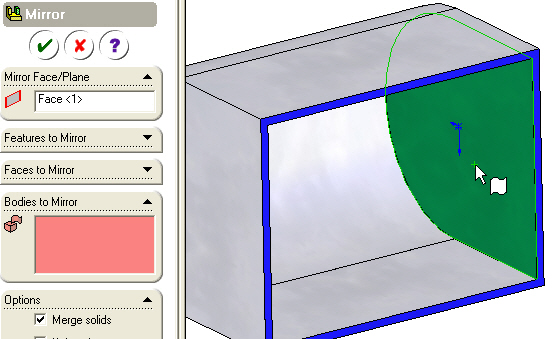 Mirror
?
Mirror Face/Plane
Face <1>
Features to Mirror
Faces to Mirror
Bodies to Mirror
Options
Merge solids